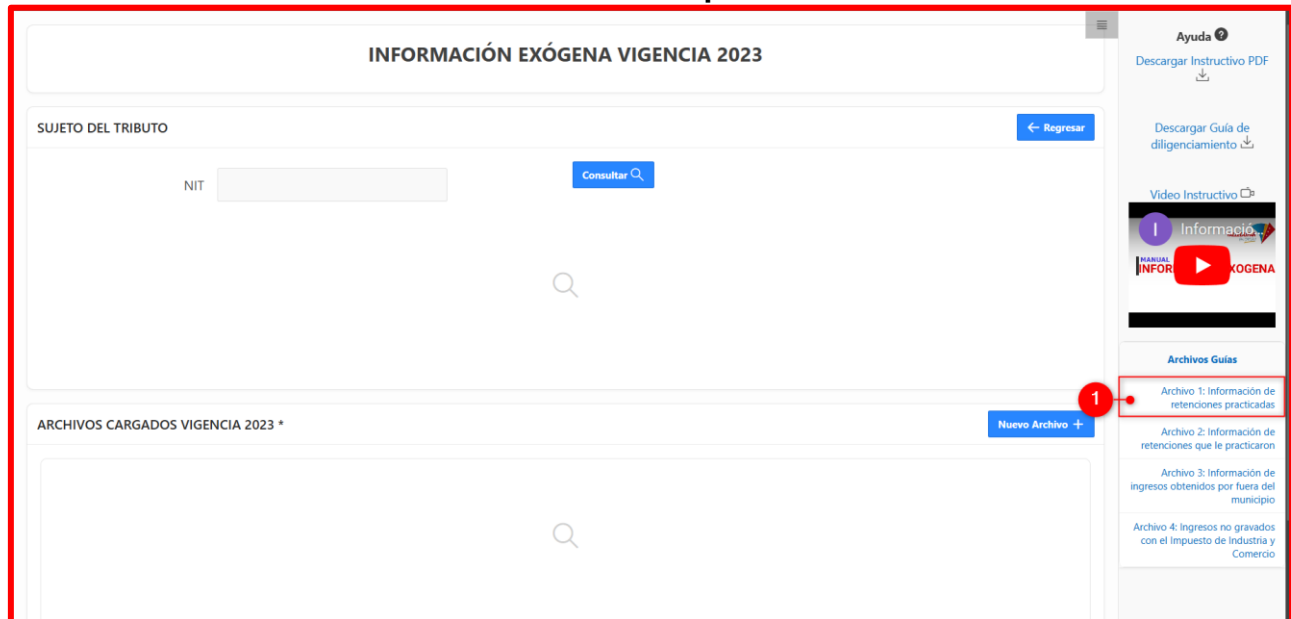 INFORMACIÓN EXÓGENA VIGENCIA 2023
SUJETO DEL TRIBUTO
← Regresar
NIT
Consultar
ARCHIVOS CARGADOS VIGENCIA 2023 *
Nuevo Archivo +
Ayuda ?
Descargar Instructivo PDF
Descargar Guía de
diligenciamiento
Video Instructivo
I Informació...
MANUAL
INFOR XOGENA
Archivos Guías
1
Archivo 1: Información de
retenciones practicadas
Archivo 2: Información de
retenciones que le practicaron
Archivo 3: Información de
ingresos obtenidos por fuera del
municipio
Archivo 4: Ingresos no gravados
con el Impuesto de Industria y
Comercio